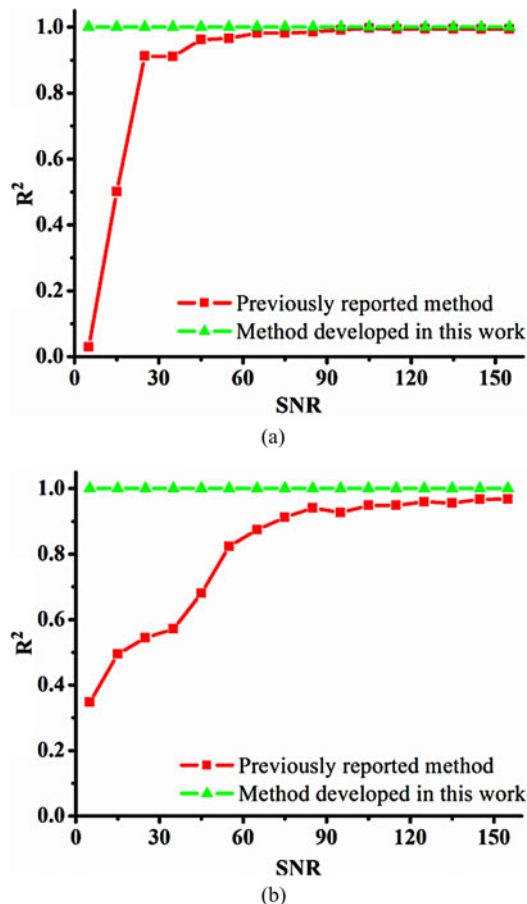 1.0
0.8
0.6
0.4
0.2
0.0
R²
Previously reported method
Method developed in this work
0 30 60 90 120 150
SNR
(a)
1.0
0.8
0.6
0.4
0.2
0.0
R²
Previously reported method
Method developed in this work
0 30 60 90 120 150
SNR
(b)